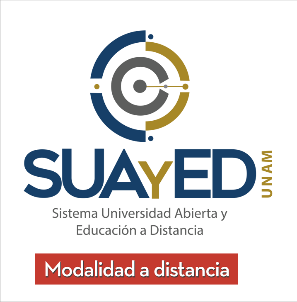 SUAyED
UNAM
Sistema Universidad Abierta y
Educación a Distancia
Modalidad a distancia